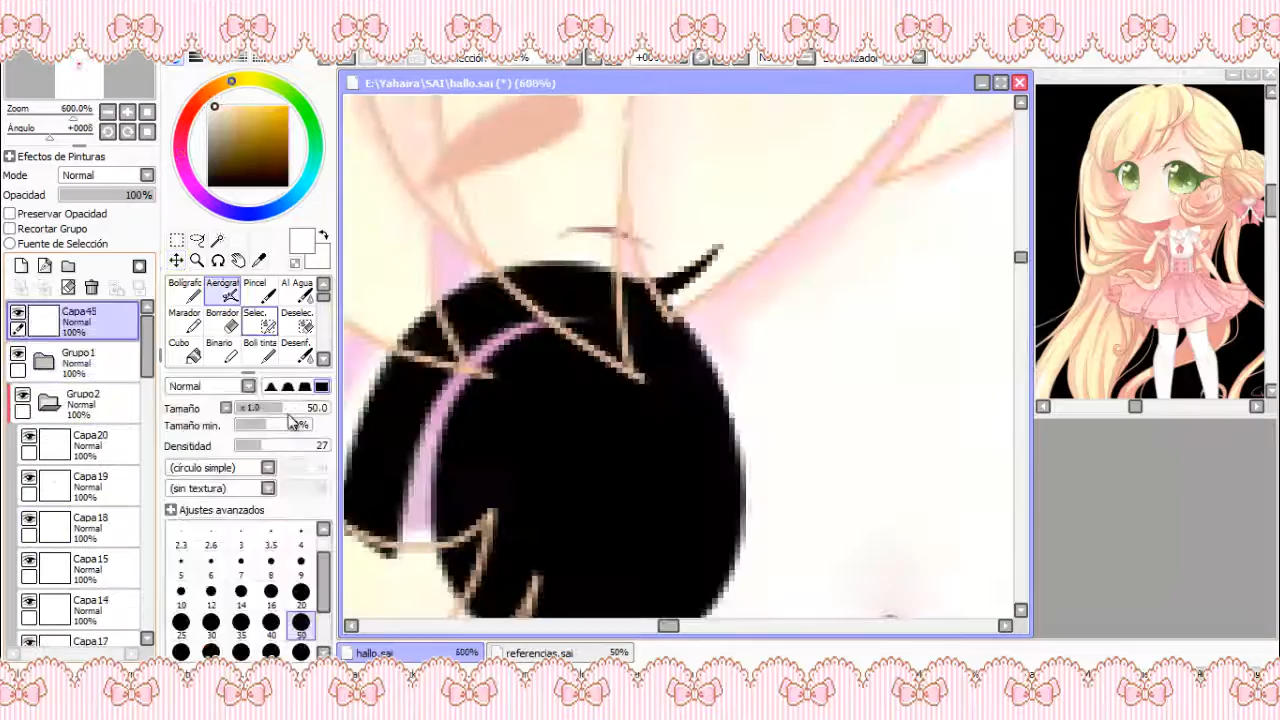 E:\Yahaira\SAI\hallo.sai (*) (600%)
Zoom 600.0%
Ángulo +000δ
Efectos de Pinturas
Mode Normal
Opacidad 100%
Preservar Opacidad
Recortar Grupo
Fuente de Selección
Capa45
Normal
100%
Grupo1
Normal
100%
Grupo2
Normal
100%
Capa20
Normal
100%
Capa19
Normal
100%
Capa18
Normal
100%
Capa15
Normal
100%
Capa14
Normal
100%
Capa17
Normal
Bolígrafo Aerógraf Pincel Al Agua
Marador Borrador Selec. Deselec.
Cubo Binario Boli tinta Desenf.
Normal
Tamaño x 1.0 50.0
Tamaño min. %
Densitidad 27
(círculo simple)
(sin textura)
Ajustes avanzados
2.3 2.6 3 3.5 4
5 6 7 8 9
10 12 14 16 20
25 30 35 40 50
hallo.sai 600%
referencias.sai 50%